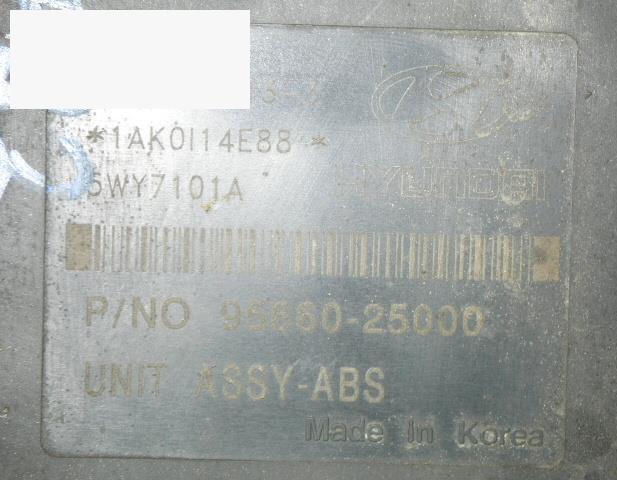 *1AK0I14E88 *
5WY7101A
HYUNDAI
P/NO 95660-25000
UNIT ASSY-ABS
Made In Korea